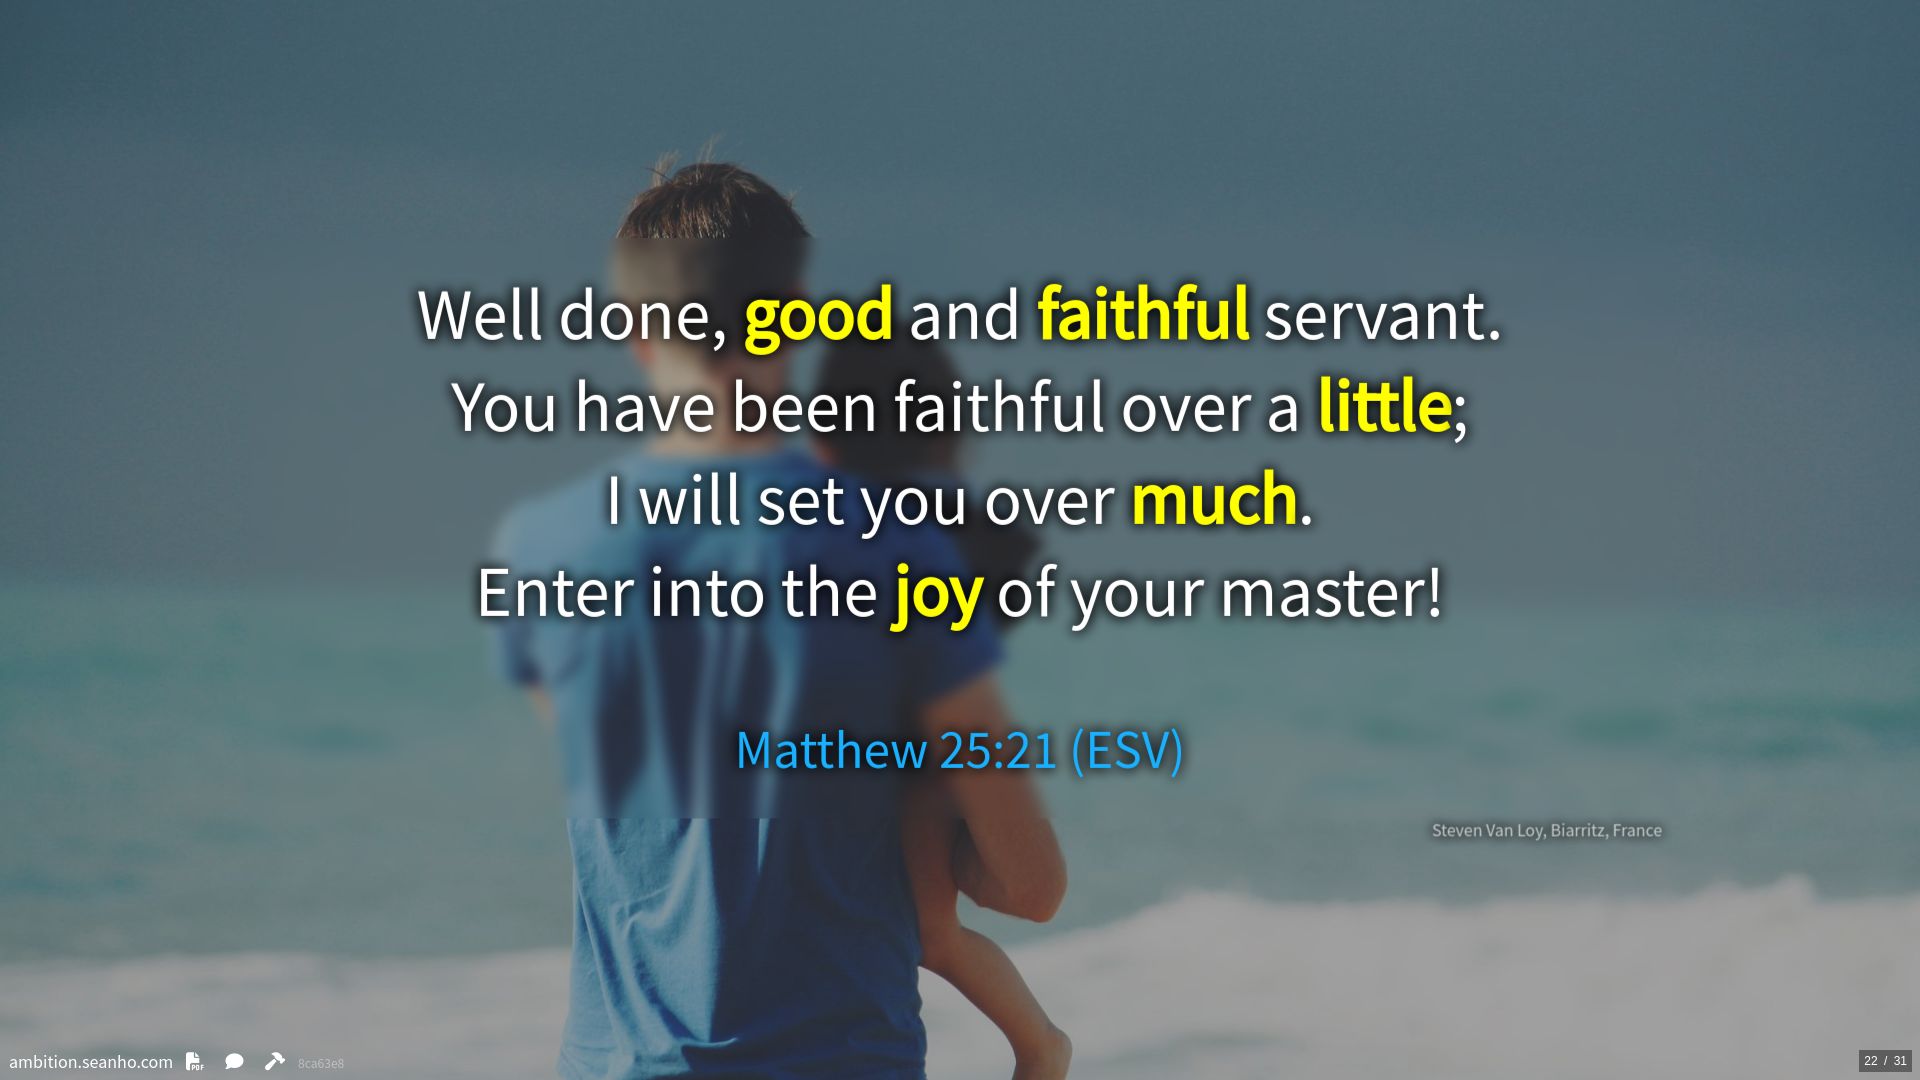 Well done, good and faithful servant.
You have been faithful over a little;
I will set you over much.
Enter into the joy of your master!
Matthew 25:21 (ESV)
Steven Van Loy, Biarritz, France
ambition.seanho.com PDF 8ca63e8
22 / 31